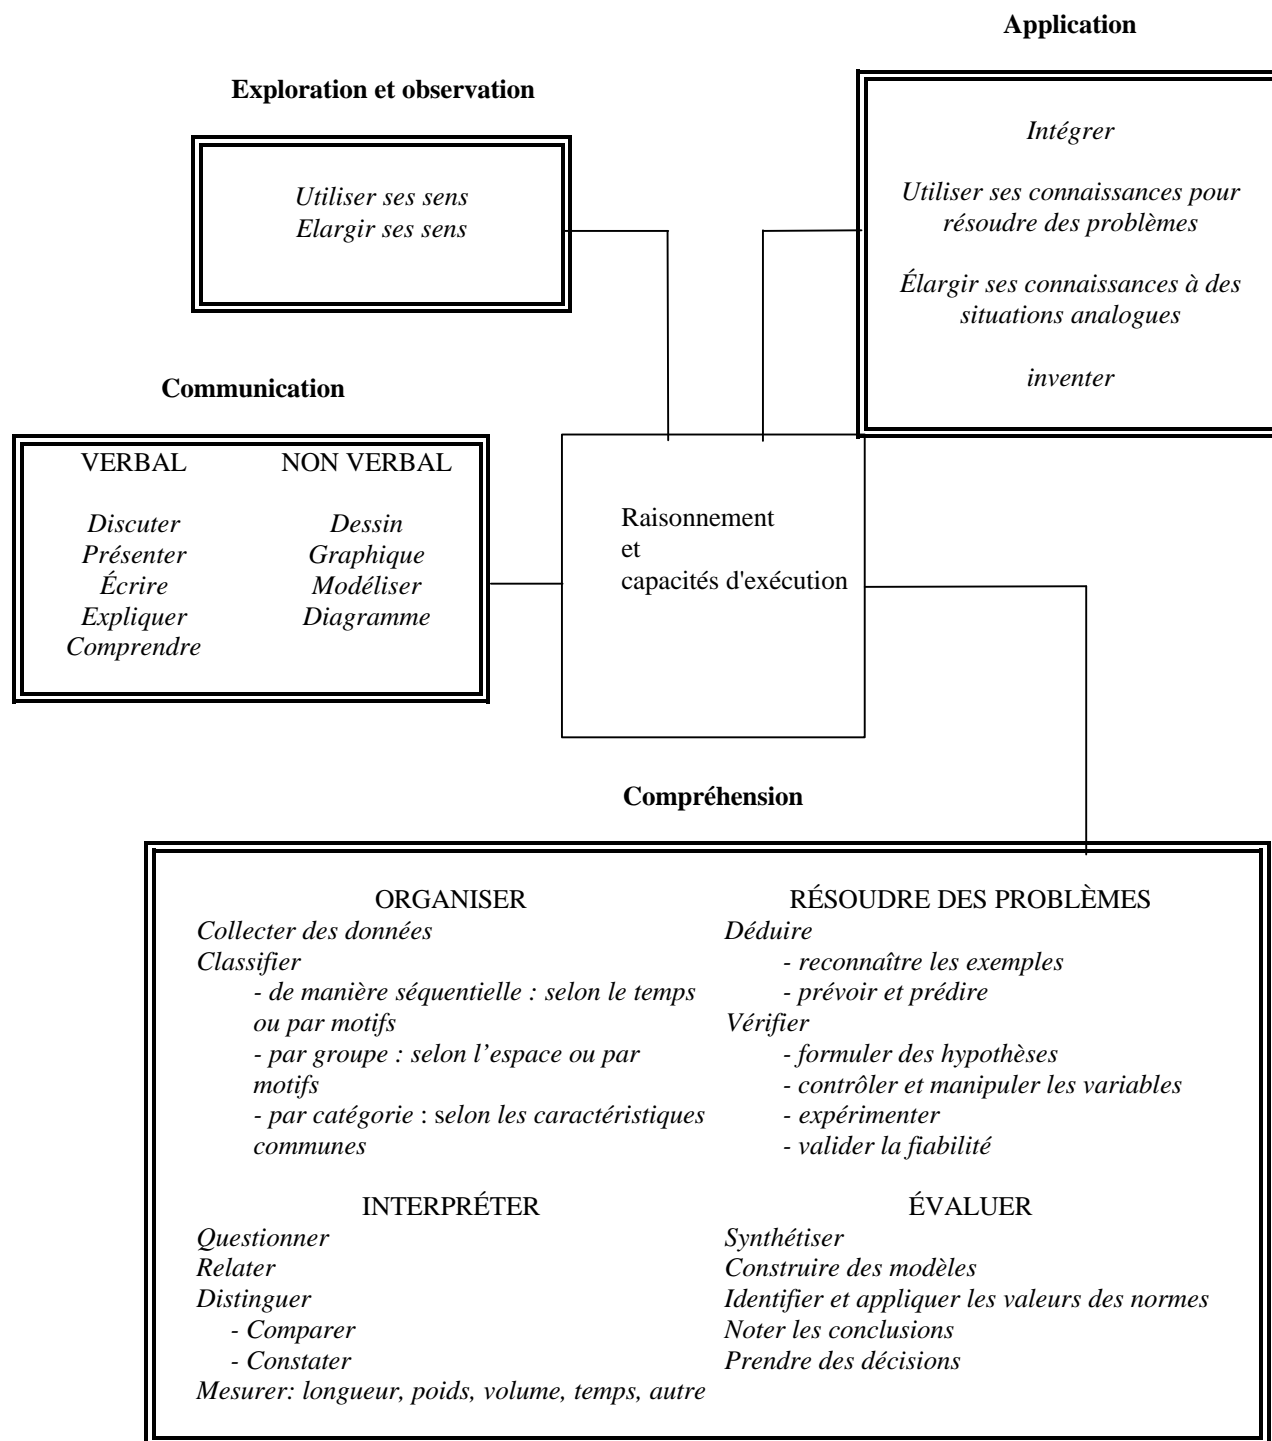 Application
Intégrer
Utiliser ses connaissances pour
résoudre des problèmes
Élargir ses connaissances à des
situations analogues
inventer
Exploration et observation
Utiliser ses sens
Elargir ses sens
Communication
VERBAL
Discuter
Présenter
Écrire
Expliquer
Comprendre
NON VERBAL
Dessin
Graphique
Modéliser
Diagramme
Raisonnement
et
capacités d'exécution
Compréhension
ORGANISER
Collecter des données
Classifier
- de manière séquentielle : selon le temps
ou par motifs
- par groupe : selon l’espace ou par
motifs
- par catégorie : selon les caractéristiques
communes
RÉSOUDRE DES PROBLÈMES
Déduire
- reconnaître les exemples
- prévoir et prédire
Vérifier
- formuler des hypothèses
- contrôler et manipuler les variables
- expérimenter
- valider la fiabilité
INTERPRÉTER
Questionner
Relater
Distinguer
- Comparer
- Constater
Mesurer: longueur, poids, volume, temps, autre
ÉVALUER
Synthétiser
Construire des modèles
Identifier et appliquer les valeurs des normes
Noter les conclusions
Prendre des décisions